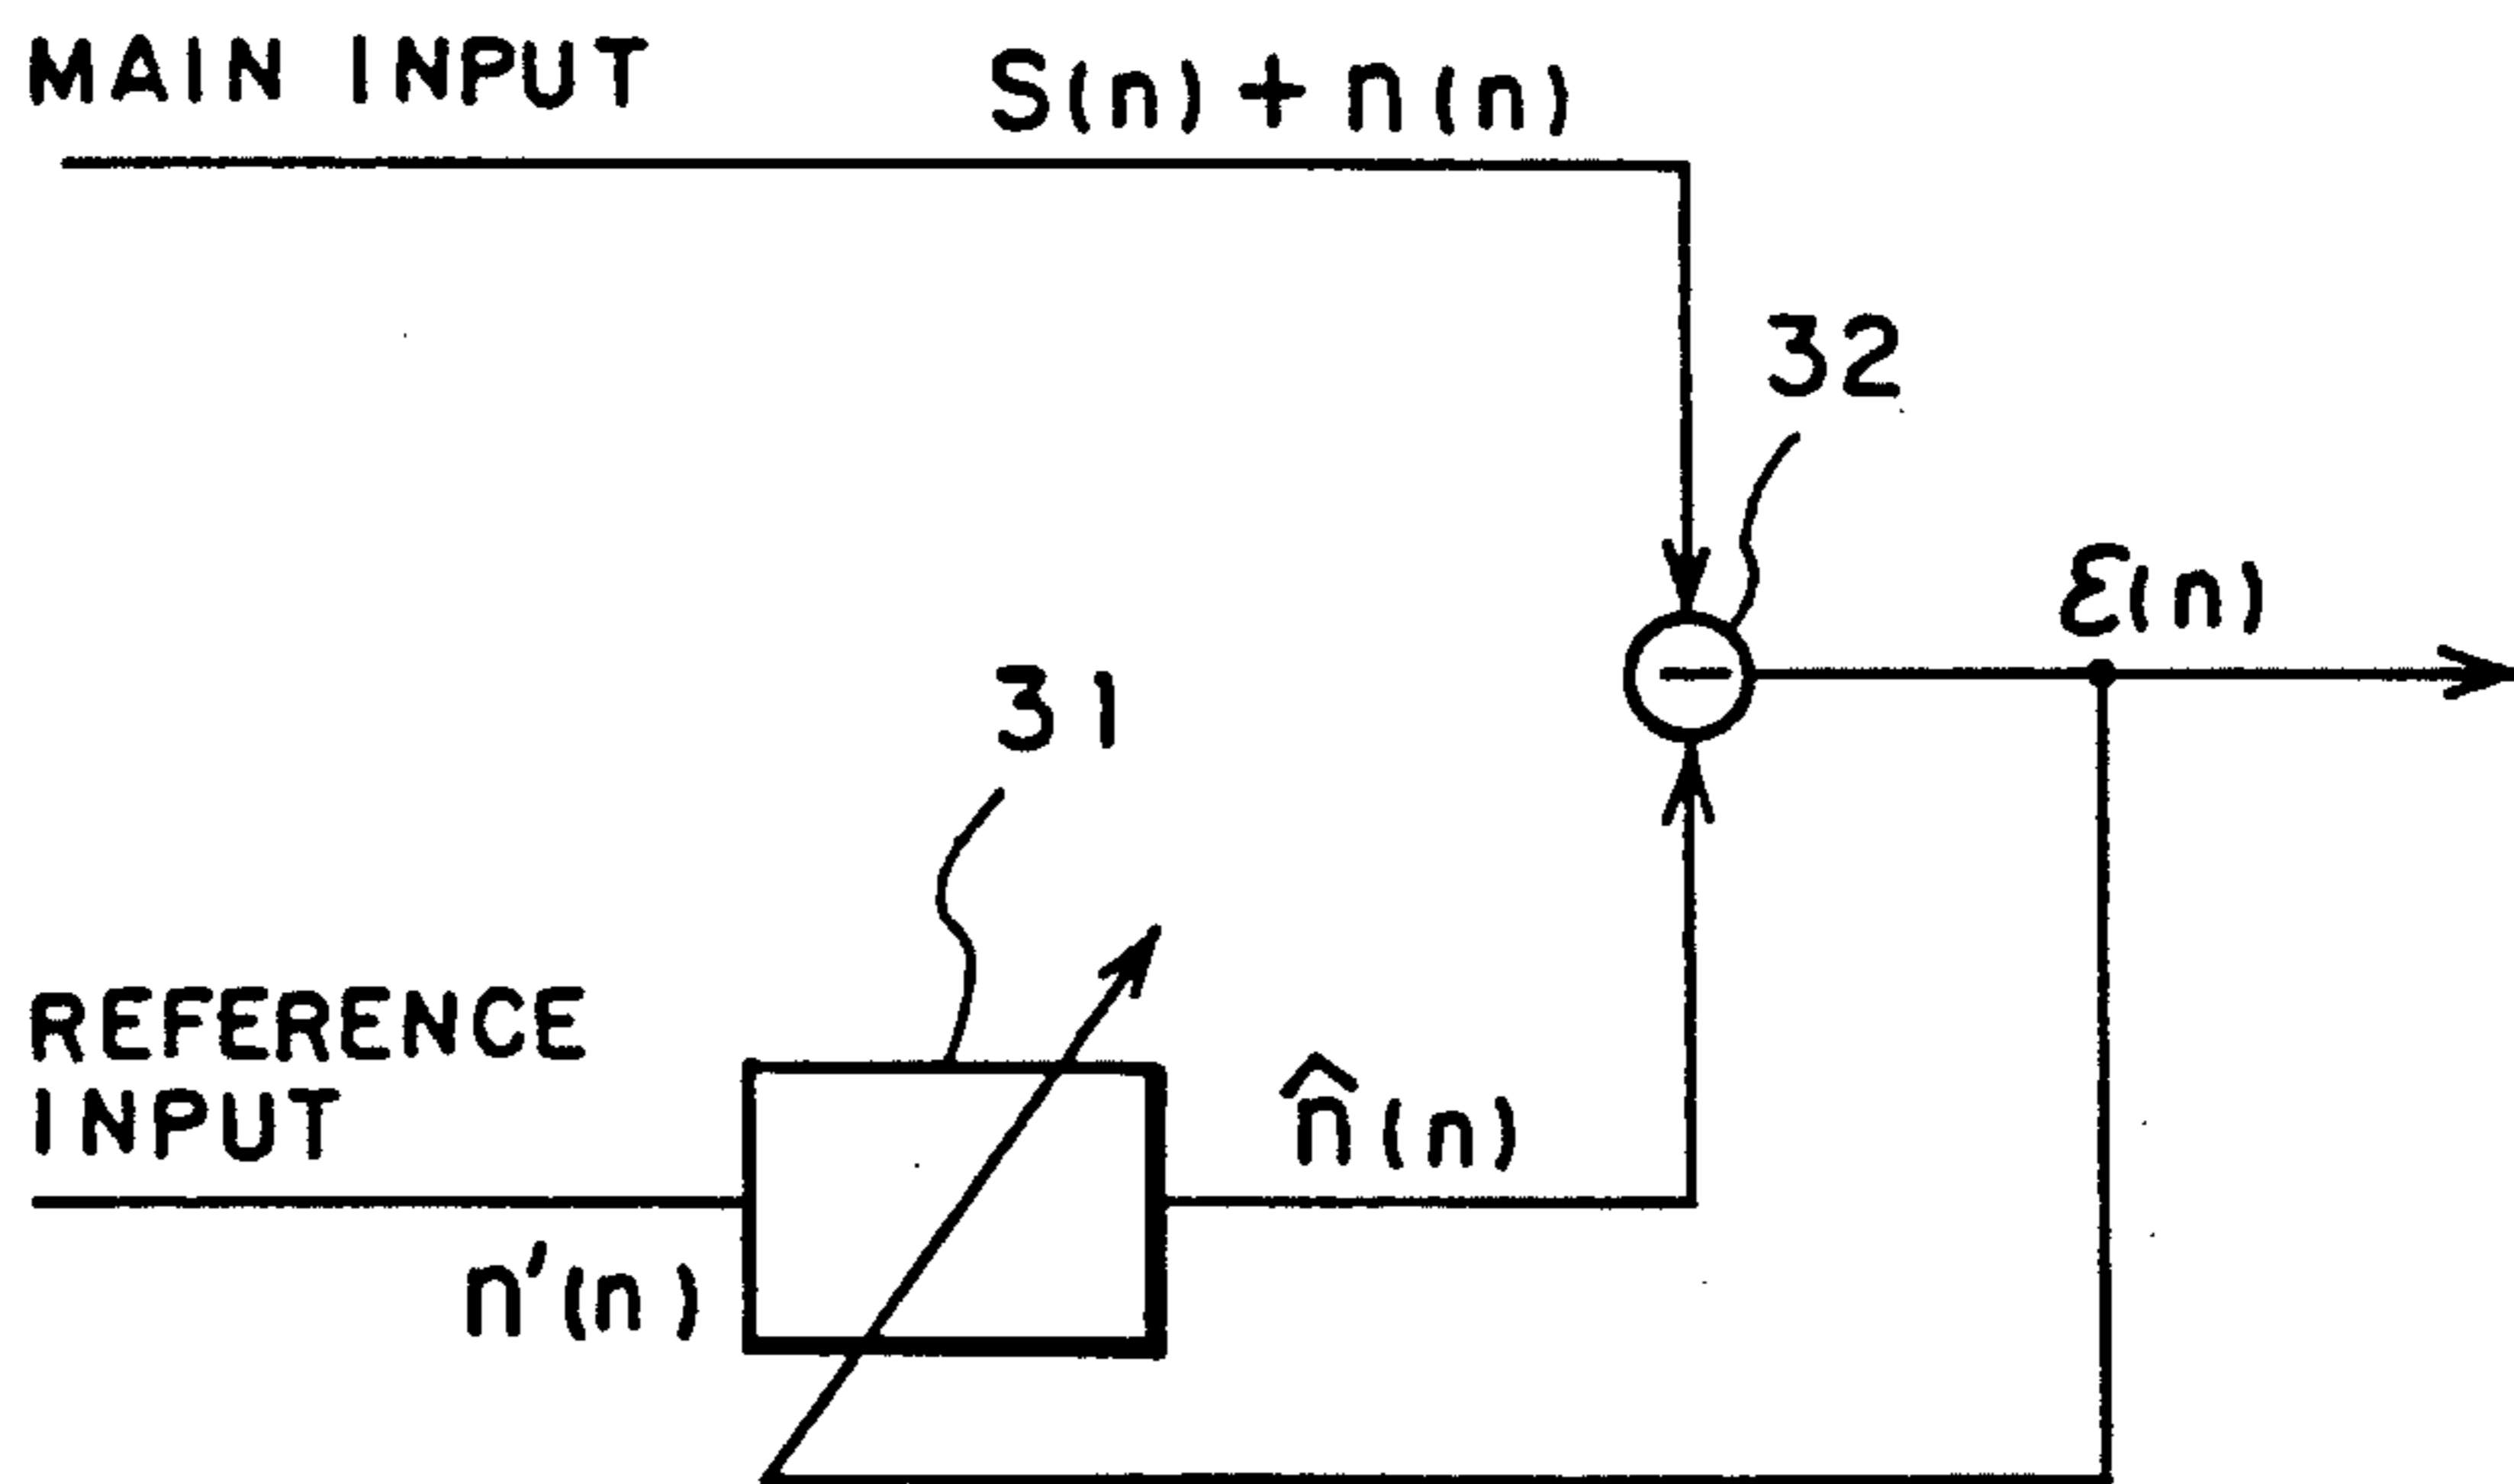 MAIN INPUT
S(n) + n(n)
32
ε(n)
31
REFERENCE
INPUT
n̂(n)
n′(n)